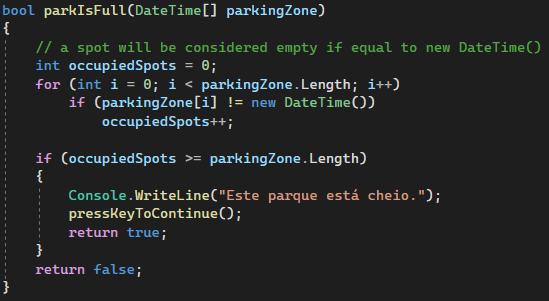 bool parkIsFull(DateTime[] parkingZone)
{
    // a spot will be considered empty if equal to new DateTime()
    int occupiedSpots = 0;
    for (int i = 0; i < parkingZone.Length; i++)
        if (parkingZone[i] != new DateTime())
            occupiedSpots++;

    if (occupiedSpots >= parkingZone.Length)
    {
        Console.WriteLine("Este parque está cheio.");
        pressKeyToContinue();
        return true;
    }
    return false;
}